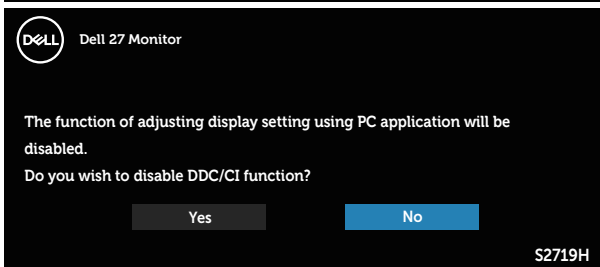 DELL
Dell 27 Monitor
The function of adjusting display setting using PC application will be
disabled.
Do you wish to disable DDC/CI function?
Yes No
S2719H